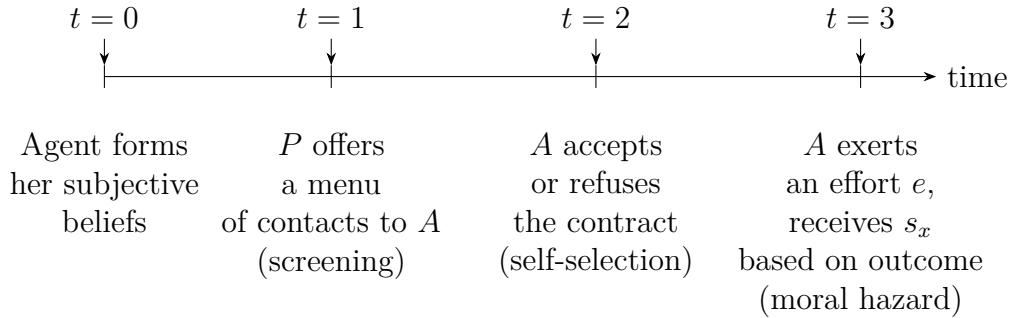 t = 0 t = 1 t = 2 t = 3
time
Agent forms
her subjective
beliefs
P offers
a menu
of contacts to A
(screening)
A accepts
or refuses
the contract
(self-selection)
A exerts
an effort e,
receives s_x
based on outcome
(moral hazard)